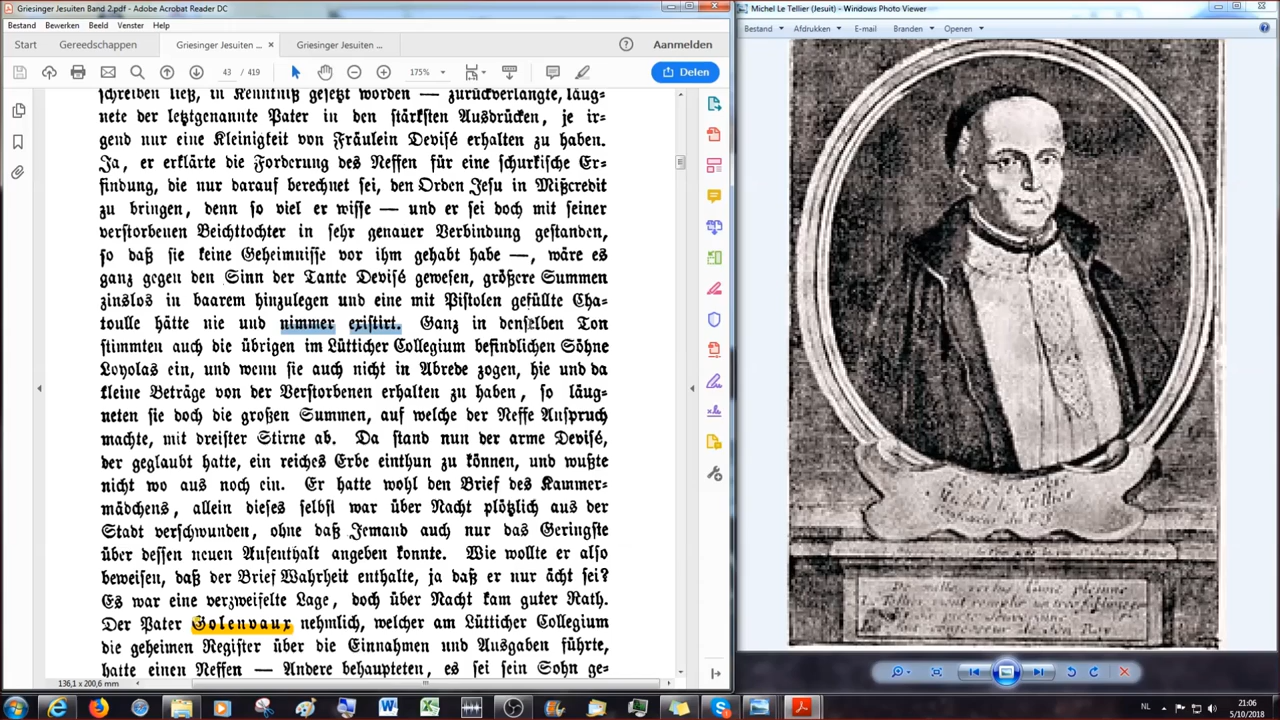 Griesinger Jesuiten Band 2.pdf - Adobe Acrobat Reader DC
Bestand Bewerken Beeld Venster Help
Start Gereedschappen Griesinger Jesuiten ... × Griesinger Jesuiten ... Aanmelden
43 / 419 175% Delen
schreiben ließ, in Kenntniß gesetzt worden — zurückverlangte, läug-
nete der letztgenannte Pater in den stärksten Ausdrücken, je ir-
gend nur eine Kleinigkeit von Fräulein Devisé erhalten zu haben.
Ja, er erklärte die Forderung des Neffen für eine schurkische Er-
findung, die nur darauf berechnet sei, den Orden Jesu in Mißcredit
zu bringen, denn so viel er wisse — und er sei doch mit seiner
verstorbenen Beichttochter in sehr genauer Verbindung gestanden,
so daß sie keine Geheimnisse vor ihm gehabt habe —, wäre es
ganz gegen den Sinn der Tante Devisé gewesen, größere Summen
zinslos in baarem hinzulegen und eine mit Pistolen gefüllte Cha-
toulle hätte nie und nimmer existirt. Ganz in denselben Ton
stimmten auch die übrigen im Lütticher Collegium befindlichen Söhne
Loyolas ein, und wenn sie auch nicht in Abrede zogen, hie und da
kleine Beträge von der Verstorbenen erhalten zu haben, so läug-
neten sie doch die großen Summen, auf welche der Neffe Anspruch
machte, mit dreister Stirne ab. Da stand nun der arme Devisé,
der geglaubt hatte, ein reiches Erbe einthun zu können, und wußte
nicht wo aus noch ein. Er hatte wohl den Brief des Kammer-
mädchens, allein dieses selbst war über Nacht plötzlich aus der
Stadt verschwunden, ohne daß Jemand auch nur das Geringste
über dessen neuen Aufenthalt angeben konnte. Wie wollte er also
beweisen, daß der Brief Wahrheit enthalte, ja daß er nur ächt sei?
Es war eine verzweifelte Lage, doch über Nacht kam guter Rath.
Der Pater Golenvaux nehmlich, welcher am Lütticher Collegium
die geheimen Register über die Einnahmen und Ausgaben führte,
hatte einen Neffen — Andere behaupteten, es sei sein Sohn ge-
136,1 x 200,6 mm
Michel Le Tellier (Jesuit) - Windows Photo Viewer
Bestand Afdrukken E-mail Branden Openen
NL 21:06
5/10/2018